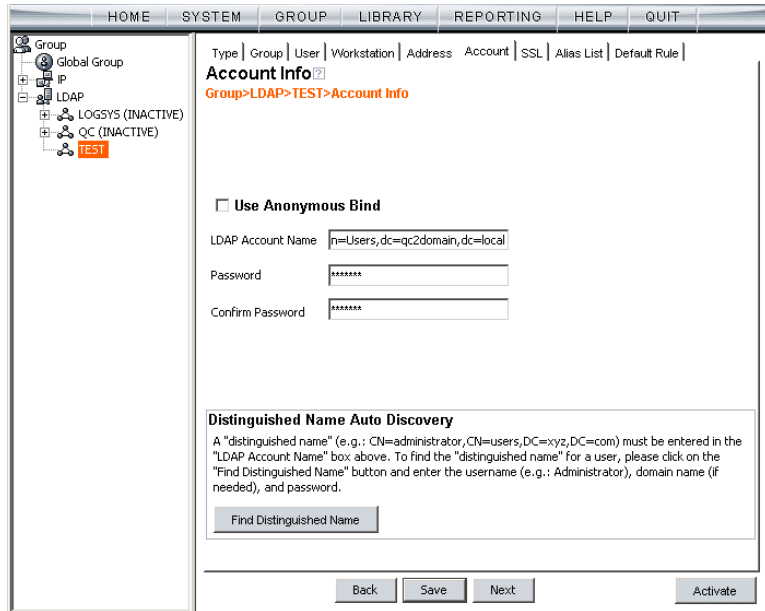 HOME SYSTEM GROUP LIBRARY REPORTING HELP QUIT
Group
Global Group
IP
LDAP
LOGSYS (INACTIVE)
QC (INACTIVE)
TEST
Type Group User Workstation Address Account SSL Alias List Default Rule
Account Info ?
Group>LDAP>TEST>Account Info
Use Anonymous Bind
LDAP Account Name n=Users,dc=qc2domain,dc=local
Password *******
Confirm Password *******
Distinguished Name Auto Discovery
A "distinguished name" (e.g.: CN=administrator,CN=users,DC=xyz,DC=com) must be entered in the
"LDAP Account Name" box above. To find the "distinguished name" for a user, please click on the
"Find Distinguished Name" button and enter the username (e.g.: Administrator), domain name (if
needed), and password.
Find Distinguished Name
Back Save Next Activate